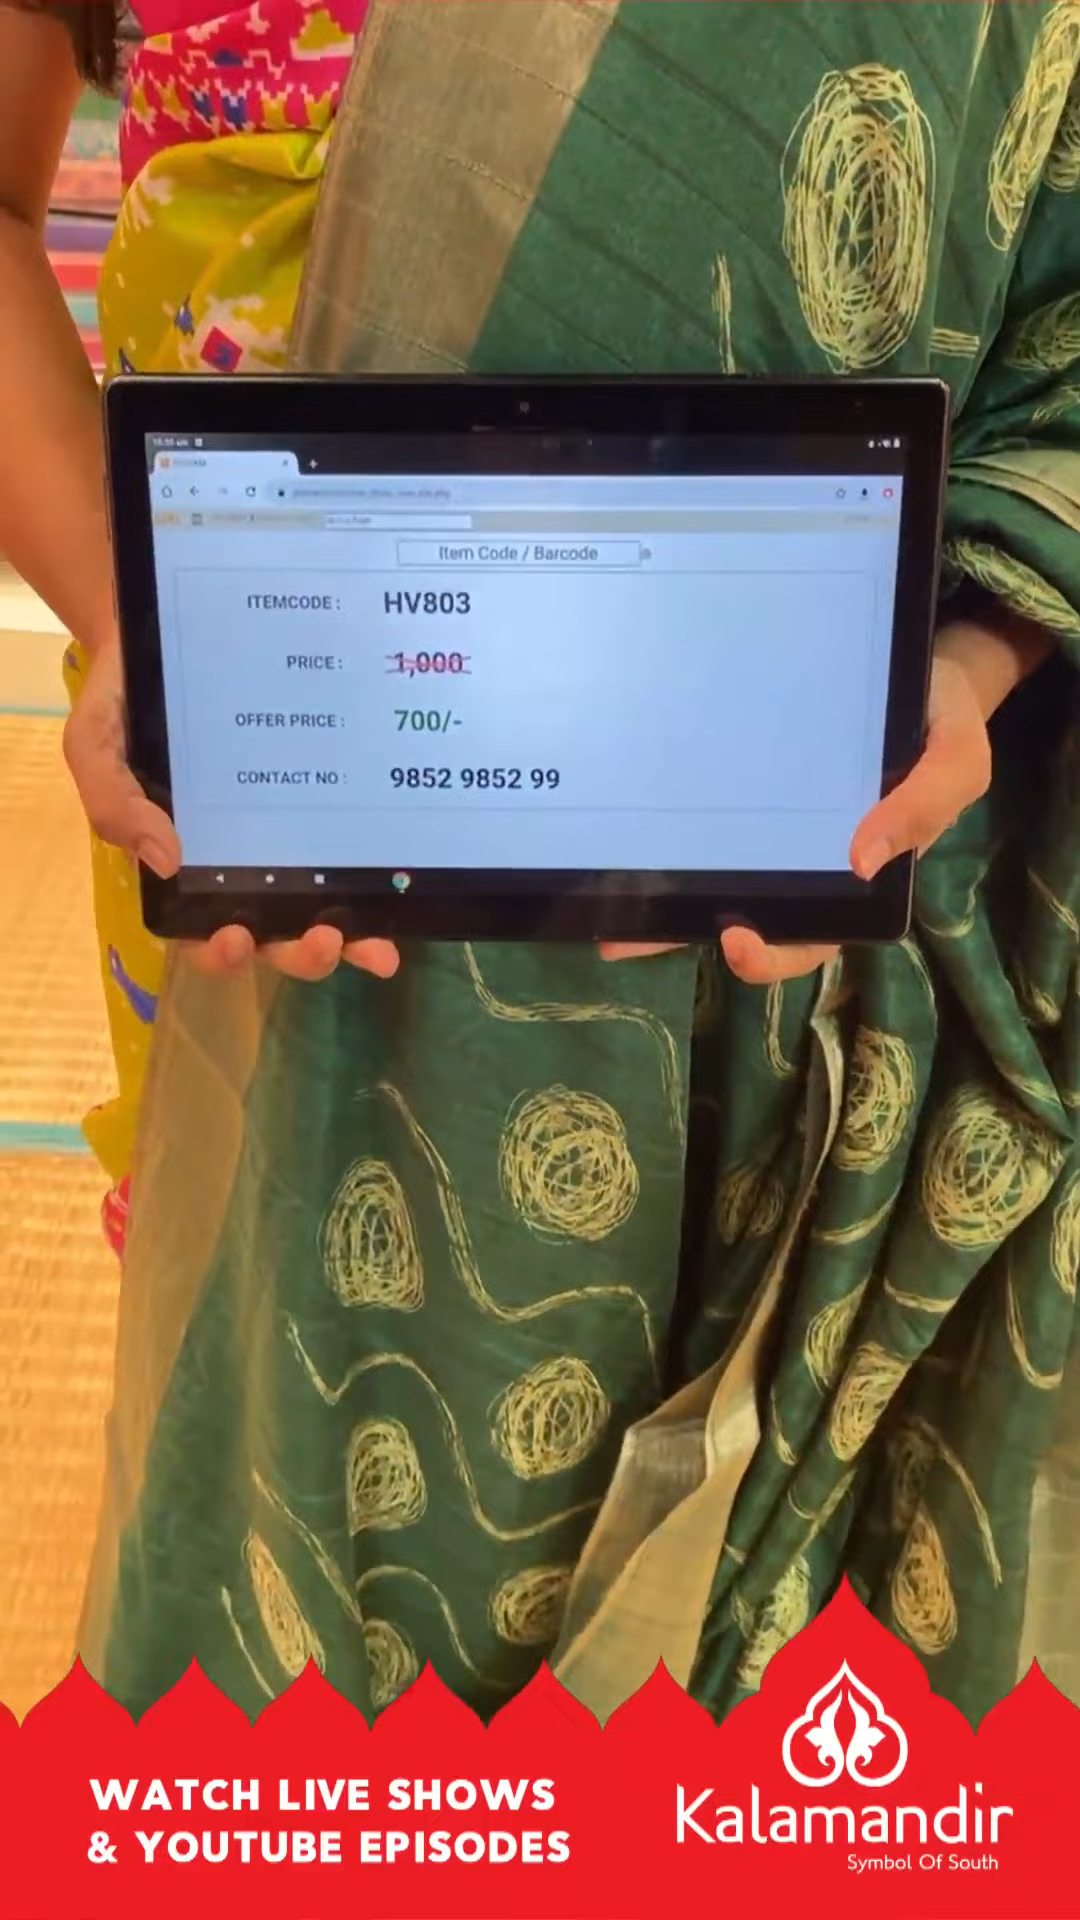 Item Code / Barcode
ITEMCODE : HV803
PRICE : 1,000
OFFER PRICE : 700/-
CONTACT NO : 9852 9852 99
WATCH LIVE SHOWS
& YOUTUBE EPISODES
Kalamandir
Symbol Of South